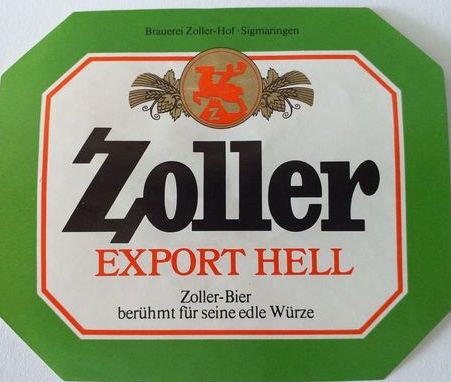 Brauerei Zoller-Hof · Sigmaringen
Z
Zoller
EXPORT HELL
Zoller-Bier
berühmt für seine edle Würze